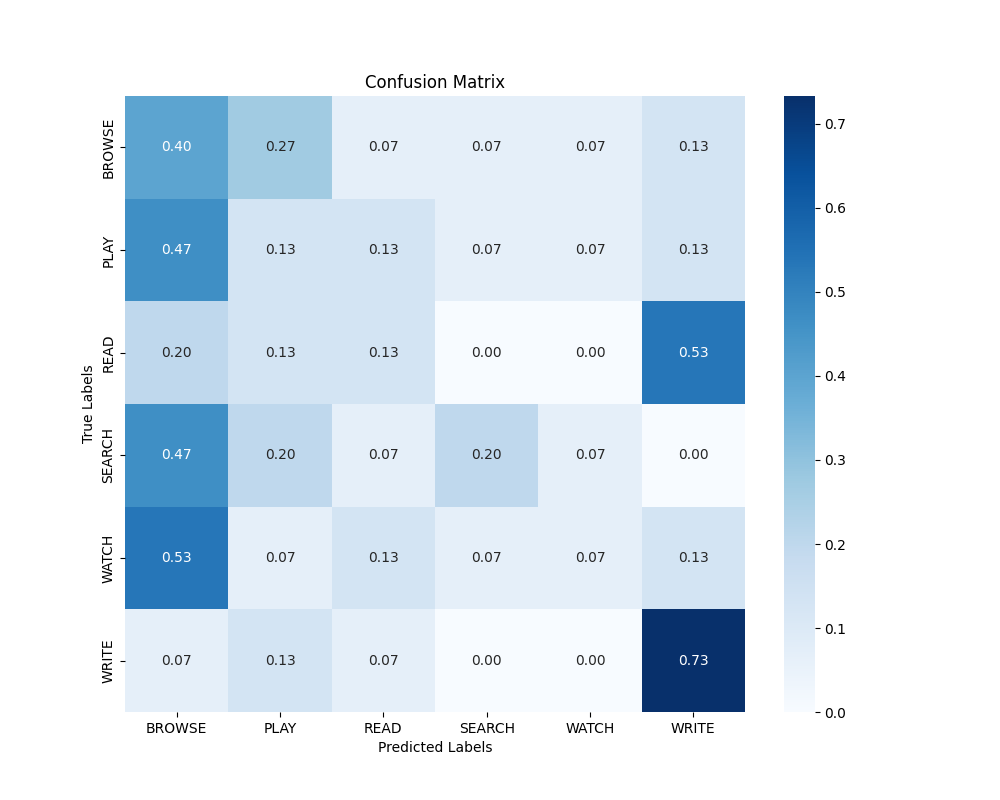 Confusion Matrix
True Labels
BROWSE 0.40 0.27 0.07 0.07 0.07 0.13
PLAY 0.47 0.13 0.13 0.07 0.07 0.13
READ 0.20 0.13 0.13 0.00 0.00 0.53
SEARCH 0.47 0.20 0.07 0.20 0.07 0.00
WATCH 0.53 0.07 0.13 0.07 0.07 0.13
WRITE 0.07 0.13 0.07 0.00 0.00 0.73
BROWSE PLAY READ SEARCH WATCH WRITE
Predicted Labels
0.7
0.6
0.5
0.4
0.3
0.2
0.1
0.0